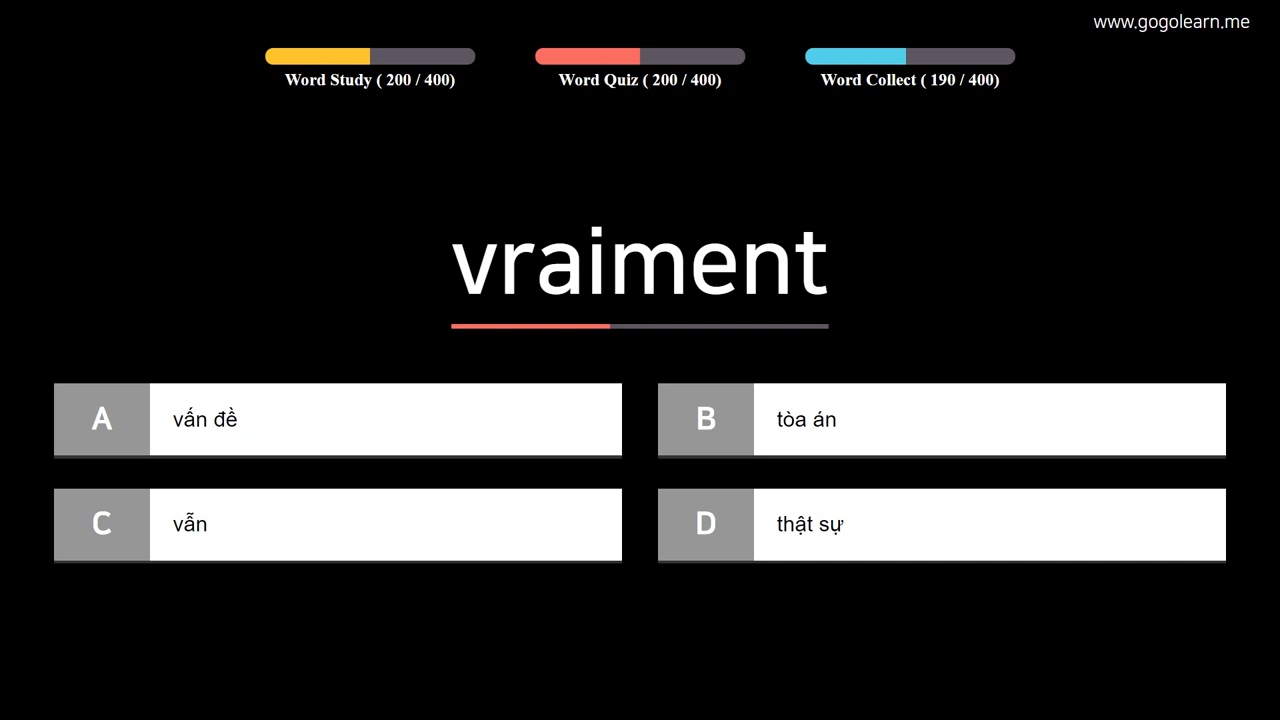 www.gogolearn.me
Word Study ( 200 / 400)
Word Quiz ( 200 / 400)
Word Collect ( 190 / 400)
vraiment
A vấn đề
B tòa án
C vẫn
D thật sự